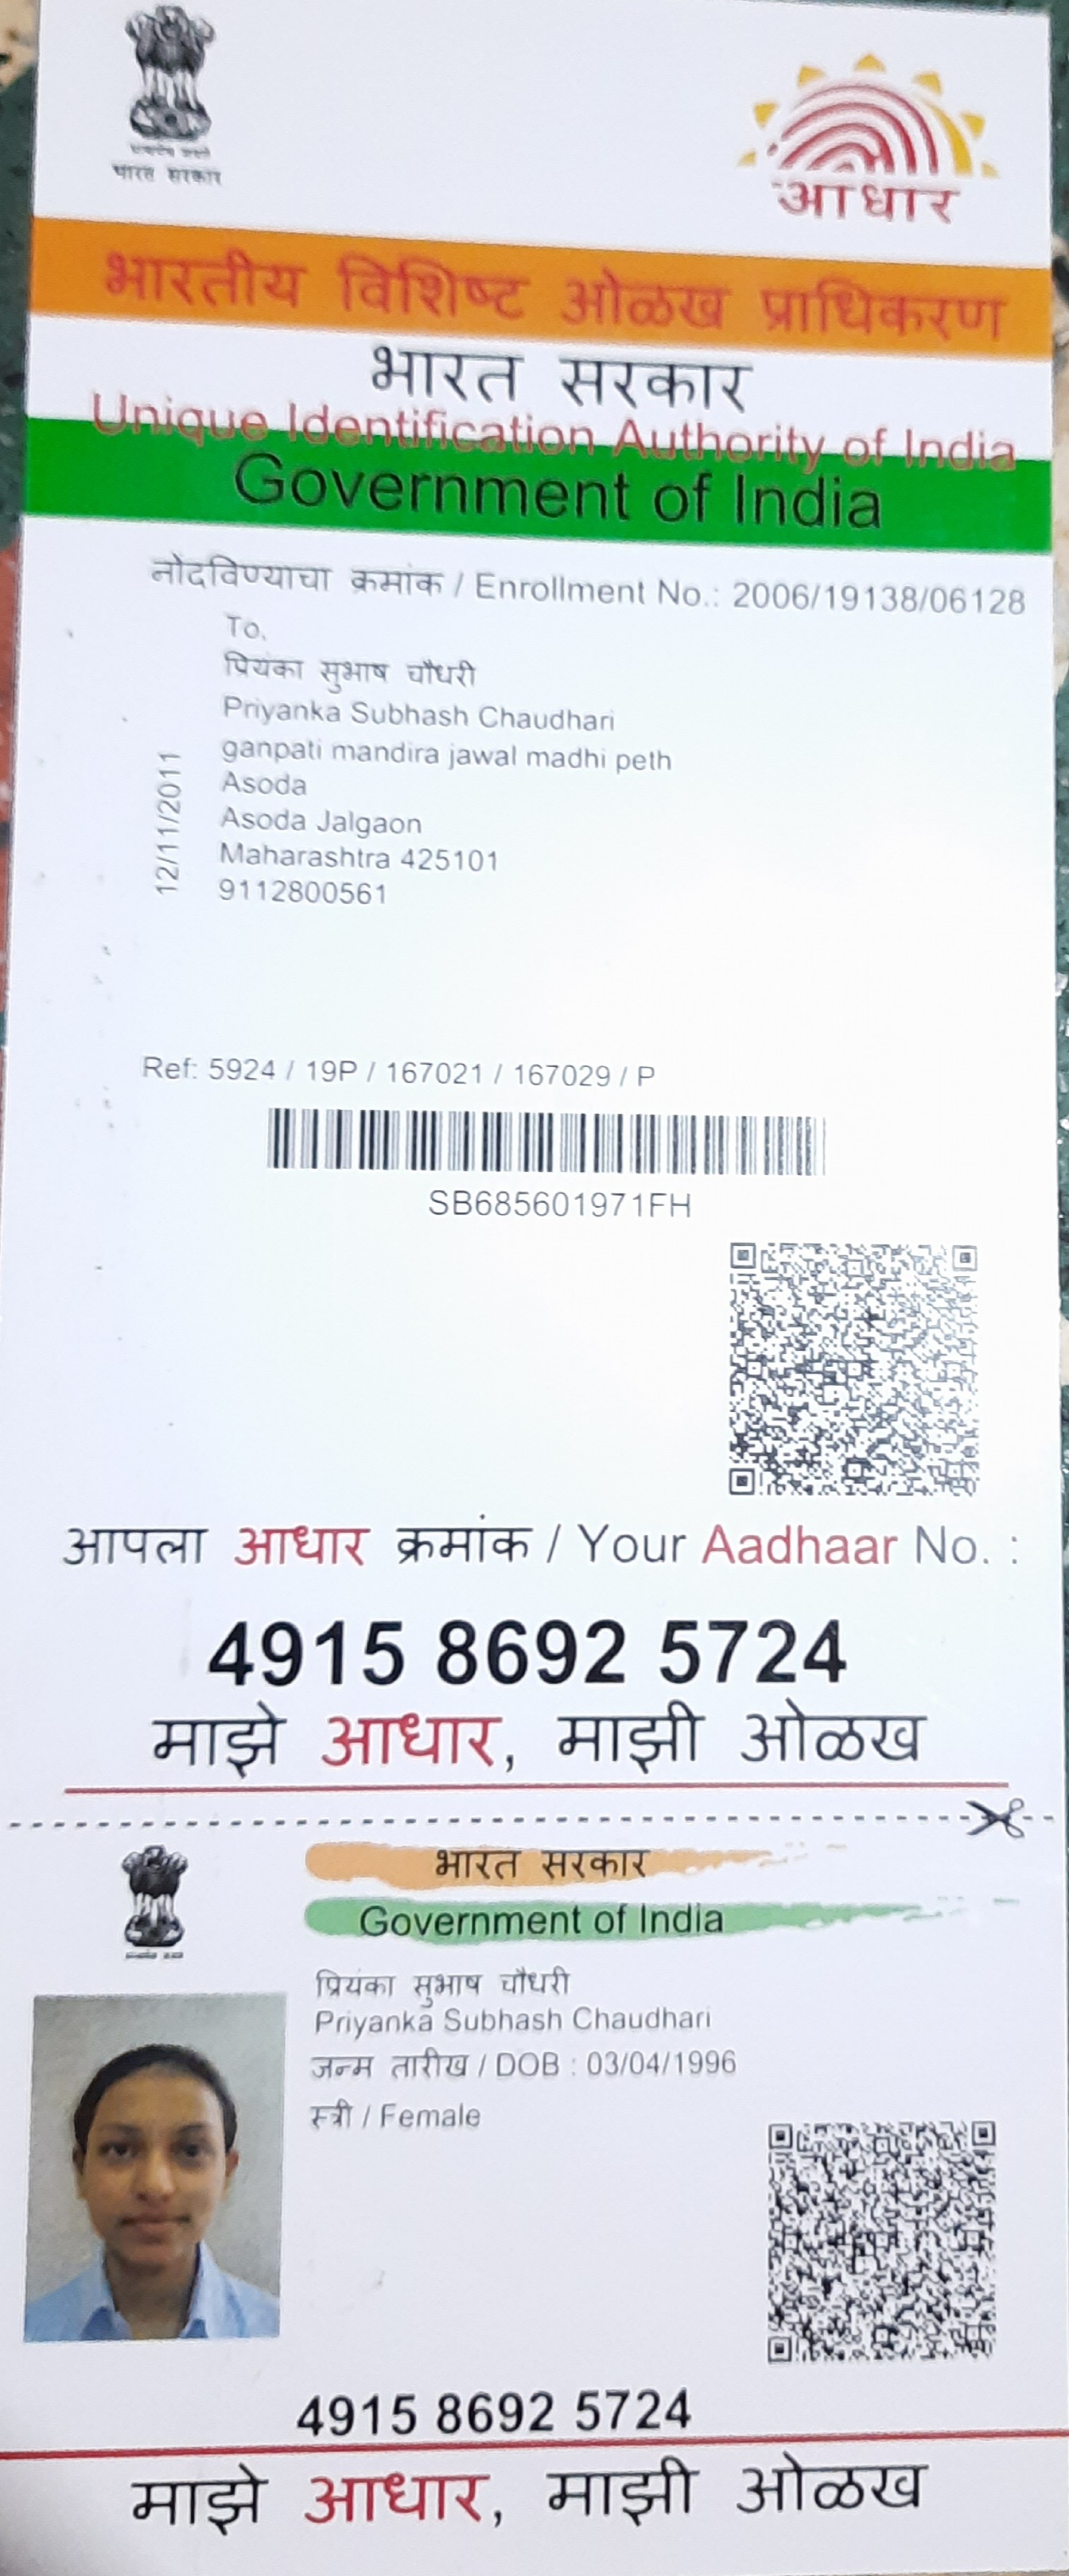 भारत सरकार
आधार
भारतीय विशिष्ट ओळख प्राधिकरण
भारत सरकार
Unique Identification Authority of India
Government of India
नोंदविण्याचा क्रमांक / Enrollment No.: 2006/19138/06128
To,
प्रियंका सुभाष चौधरी
Priyanka Subhash Chaudhari
ganpati mandira jawal madhi peth
Asoda
Asoda Jalgaon
Maharashtra 425101
9112800561
12/11/2011
Ref: 5924 / 19P / 167021 / 167029 / P
SB685601971FH
आपला आधार क्रमांक / Your Aadhaar No. :
4915 8692 5724
माझे आधार, माझी ओळख
भारत सरकार
Government of India
प्रियंका सुभाष चौधरी
Priyanka Subhash Chaudhari
जन्म तारीख / DOB : 03/04/1996
स्त्री / Female
4915 8692 5724
माझे आधार, माझी ओळख